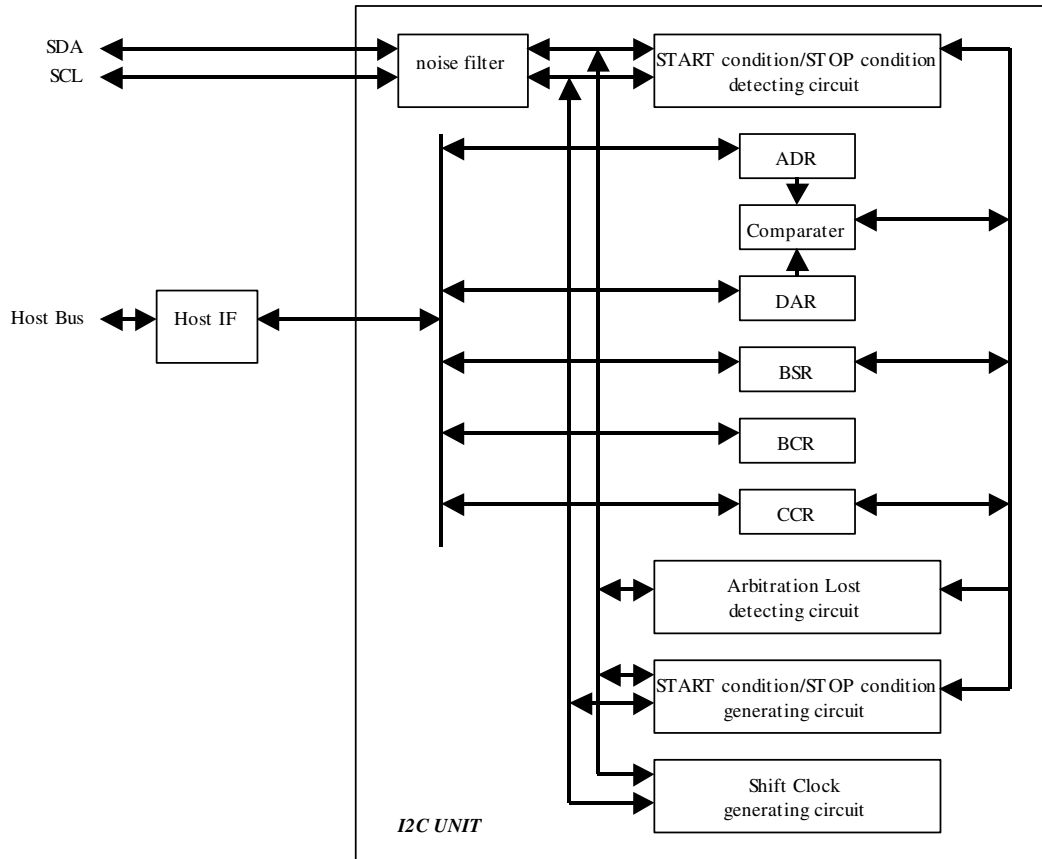 SDA
SCL
noise filter
START condition/STOP condition
detecting circuit
ADR
Comparater
DAR
Host Bus
Host IF
BSR
BCR
CCR
Arbitration Lost
detecting circuit
START condition/STOP condition
generating circuit
Shift Clock
generating circuit
I2C UNIT